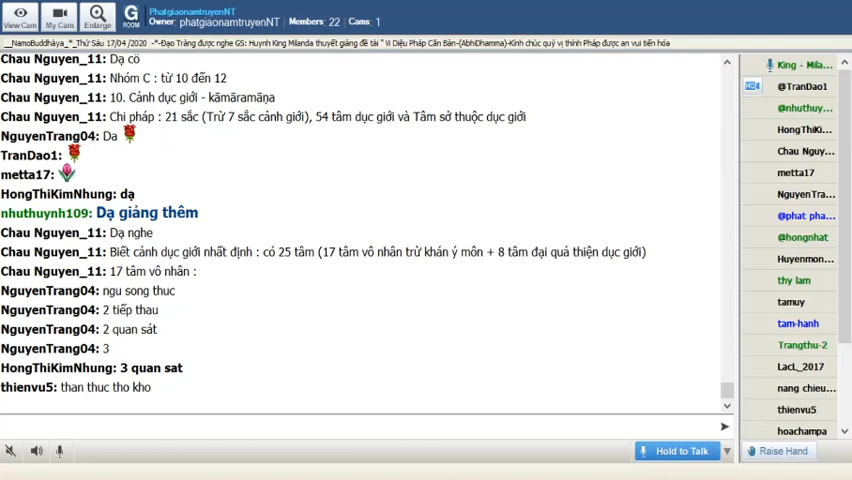 PhatgiaonamtruyenNT
Owner: phatgiaonamtruyenNT Members: 22 Cams: 1
View Cam
My Cam
Enlarge
G ROOM
__NamoBuddhàya_*_Thứ Sáu 17/04 /2020 -*-Đạo Tràng được nghe GS: Huynh King Milanda thuyết giảng đề tài " Vi Diệu Pháp Căn Bản-(AbhiDhamma)-Kính chúc quý vị thính Pháp được an vui tiến hóa
Chau Nguyen_11: Dạ cô
Chau Nguyen_11: Nhóm C : từ 10 đến 12
Chau Nguyen_11: 10. Cảnh dục giới - kāmāramaṇa
Chau Nguyen_11: Chi pháp : 21 sắc (Trừ 7 sắc cảnh giới), 54 tâm dục giới và Tâm sở thuộc dục giới
NguyenTrang04: Da
TranDao1:
metta17:
HongThiKimNhung: dạ
nhuthuynh109: Dạ giảng thêm
Chau Nguyen_11: Dạ nghe
Chau Nguyen_11: Biết cảnh dục giới nhất định : có 25 tâm (17 tâm vô nhân trừ khán ý môn + 8 tâm đại quả thiện dục giới)
Chau Nguyen_11: 17 tâm vô nhân :
NguyenTrang04: ngu song thuc
NguyenTrang04: 2 tiếp thau
NguyenTrang04: 2 quan sát
NguyenTrang04: 3
HongThiKimNhung: 3 quan sat
thienvu5: than thuc tho kho
King - Mila...
@TranDao1
@nhuthuy...
HongThiKi...
Chau Nguy...
metta17
NguyenTra...
@phat pha...
@hongnhat
Huyenmon...
thy lam
tamuy
tam-hanh
Trangthu-2
LacL_2017
nang chieu...
thienvu5
hoachampa
Hold to Talk
Raise Hand